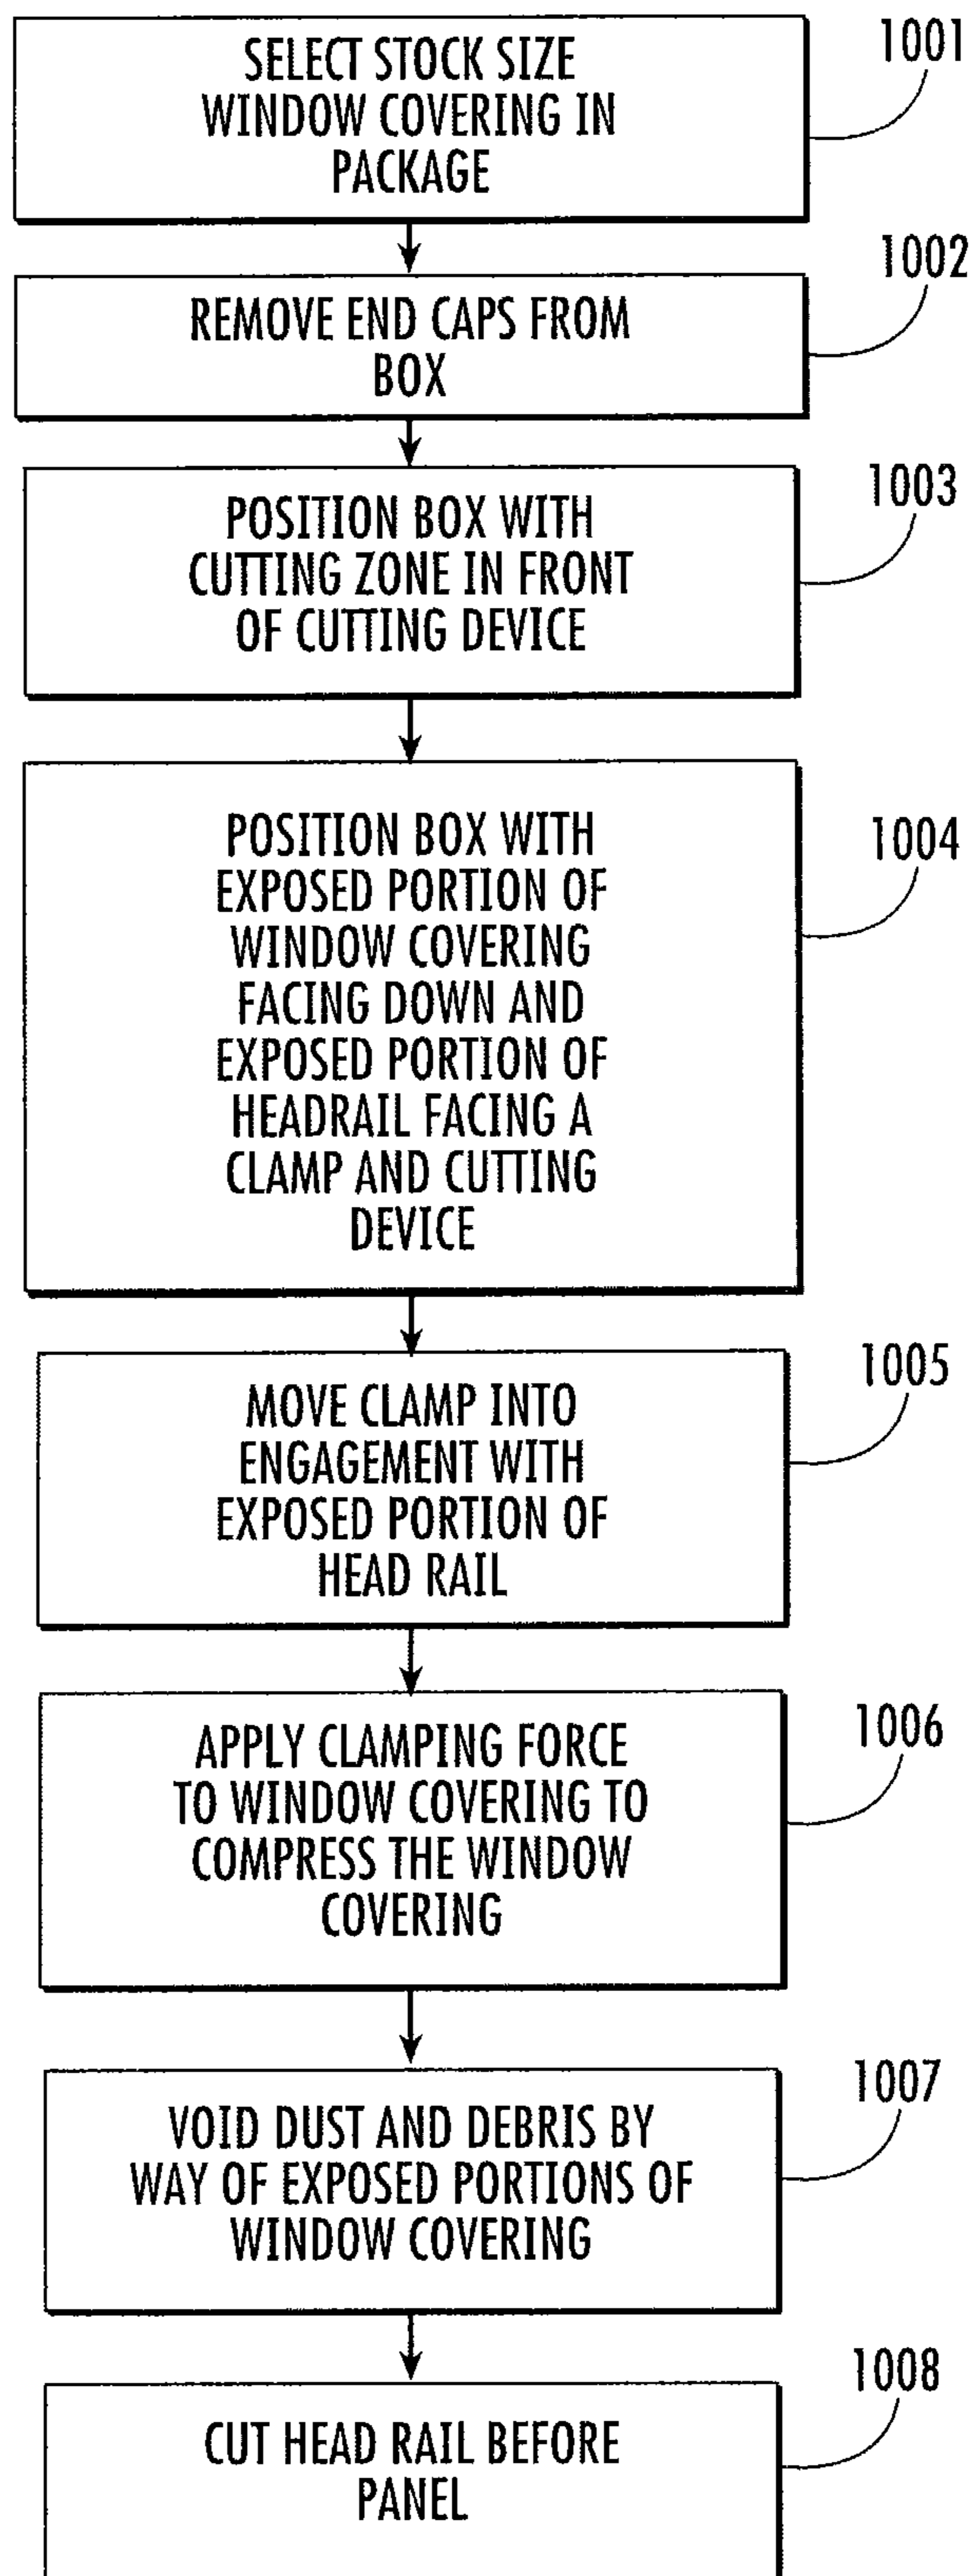 SELECT STOCK SIZE
WINDOW COVERING IN
PACKAGE
1001
REMOVE END CAPS FROM
BOX
1002
POSITION BOX WITH
CUTTING ZONE IN FRONT
OF CUTTING DEVICE
1003
POSITION BOX WITH
EXPOSED PORTION OF
WINDOW COVERING
FACING DOWN AND
EXPOSED PORTION OF
HEADRAIL FACING A
CLAMP AND CUTTING
DEVICE
1004
MOVE CLAMP INTO
ENGAGEMENT WITH
EXPOSED PORTION OF
HEAD RAIL
1005
APPLY CLAMPING FORCE
TO WINDOW COVERING TO
COMPRESS THE WINDOW
COVERING
1006
VOID DUST AND DEBRIS BY
WAY OF EXPOSED PORTIONS OF
WINDOW COVERING
1007
CUT HEAD RAIL BEFORE
PANEL
1008